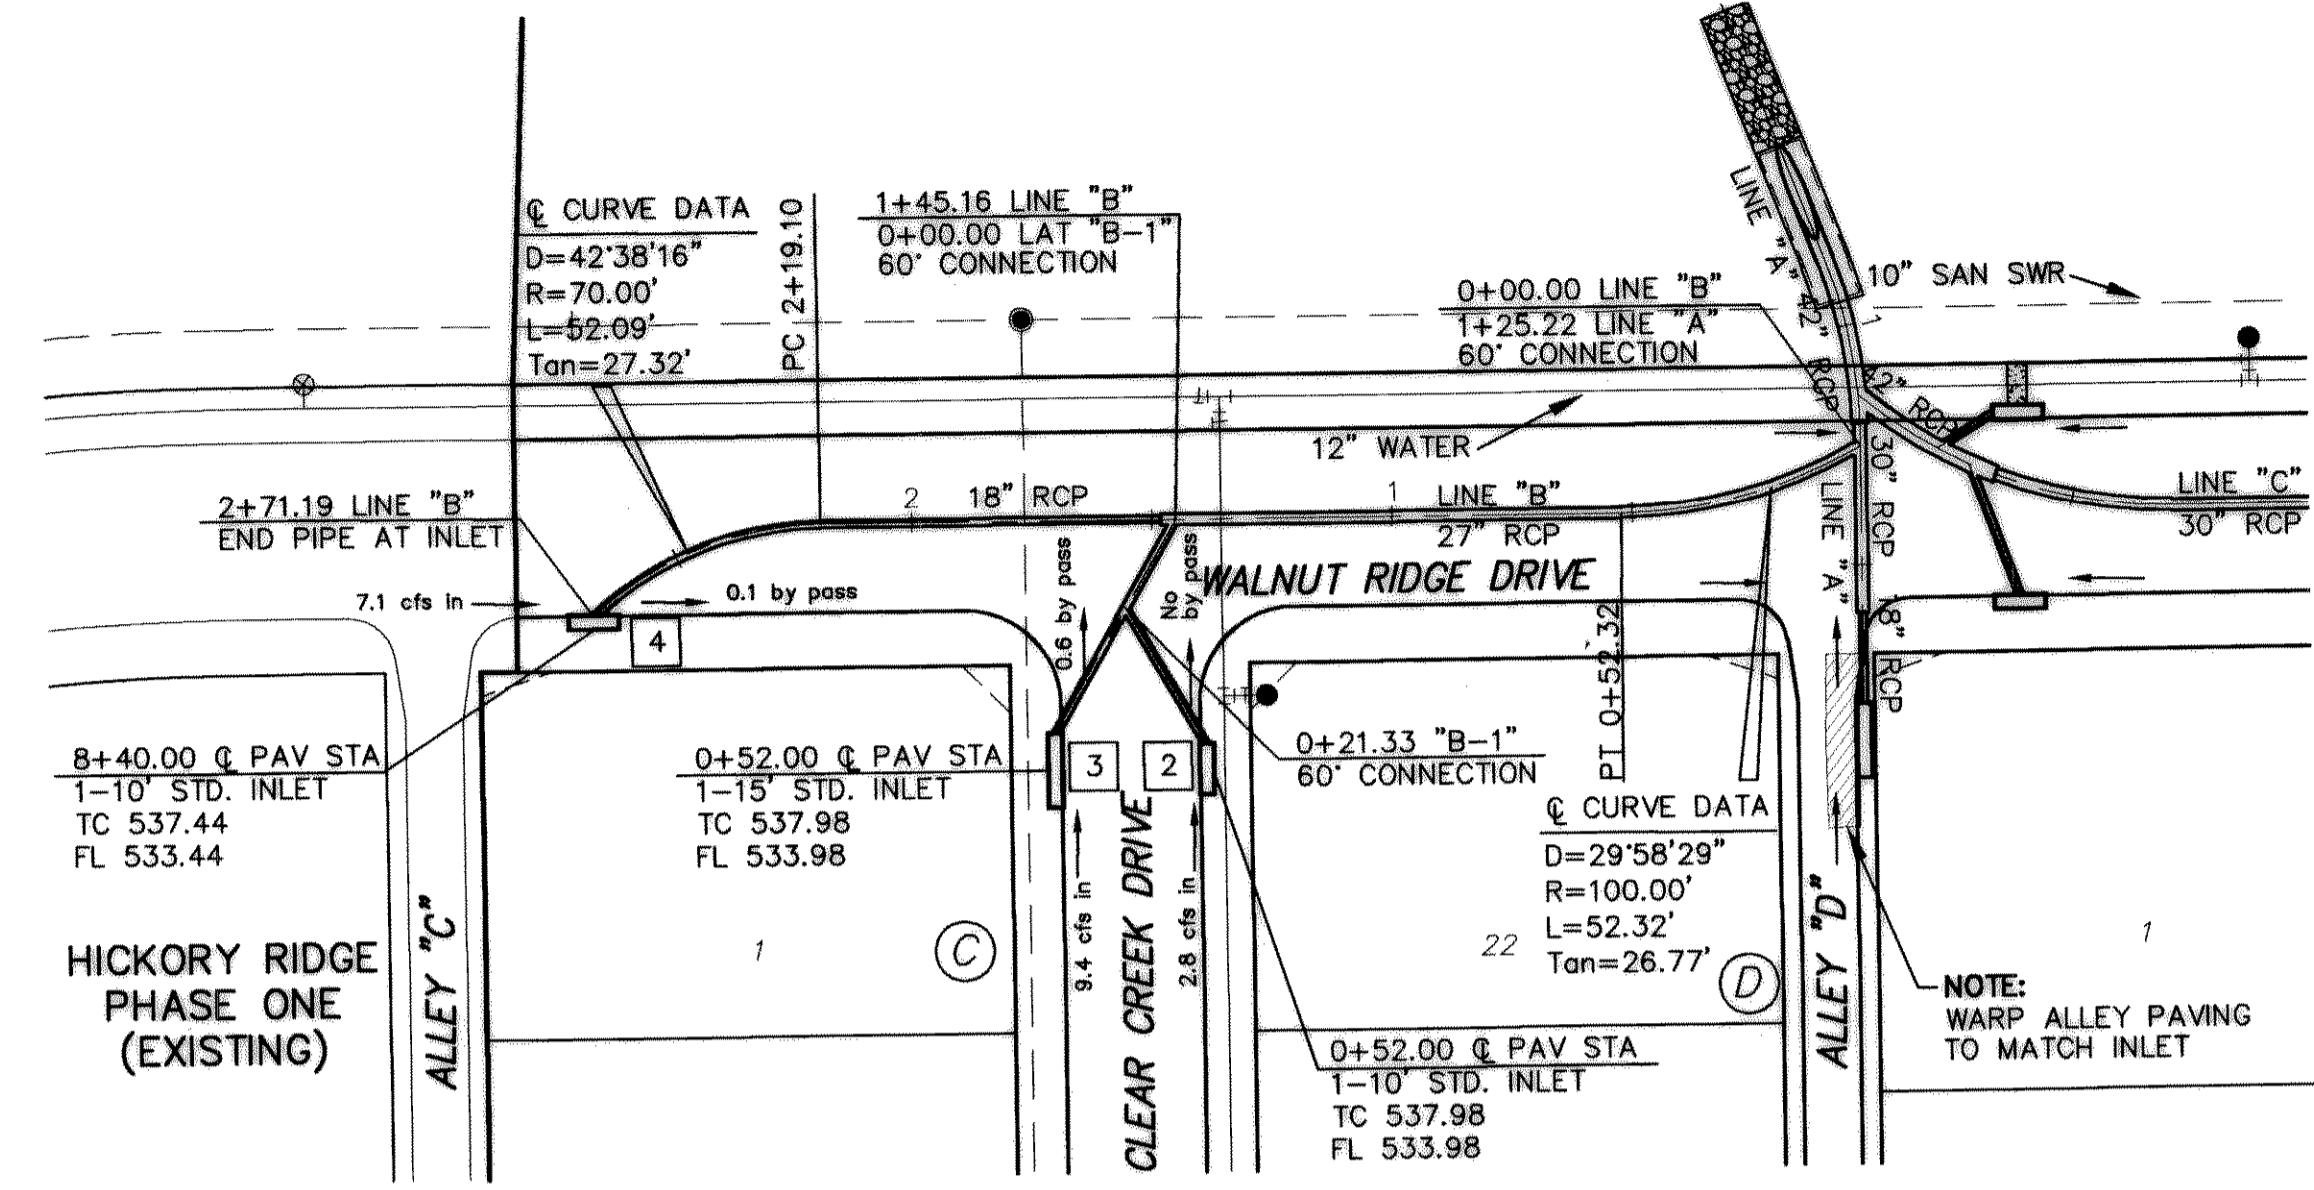 ℄ CURVE DATA
D=42°38'16"
R=70.00'
L=52.09'
Tan=27.32'
PC 2+19.10
1+45.16 LINE "B"
0+00.00 LAT "B-1"
60° CONNECTION
0+00.00 LINE "B"
1+25.22 LINE "A"
60° CONNECTION
LINE "A"
42" RCP
1
10" SAN SWR
42" RCP
12" WATER
2+71.19 LINE "B"
END PIPE AT INLET
2
18" RCP
1
LINE "B"
27" RCP
30" RCP
LINE "A"
18" RCP
LINE "C"
30" RCP
7.1 cfs in
0.1 by pass
0.6 by pass
No
by pass
WALNUT RIDGE DRIVE
4
PT 0+52.32
8+40.00 ℄ PAV STA
1-10' STD. INLET
TC 537.44
FL 533.44
0+52.00 ℄ PAV STA
1-15' STD. INLET
TC 537.98
FL 533.98
3
2
0+21.33 "B-1"
60° CONNECTION
℄ CURVE DATA
D=29°58'29"
R=100.00'
L=52.32'
Tan=26.77'
HICKORY RIDGE
PHASE ONE
(EXISTING)
ALLEY "C"
1
C
9.4 cfs in
CLEAR CREEK DRIVE
2.8 cfs in
22
D
ALLEY "D"
1
NOTE:
WARP ALLEY PAVING
TO MATCH INLET
0+52.00 ℄ PAV STA
1-10' STD. INLET
TC 537.98
FL 533.98